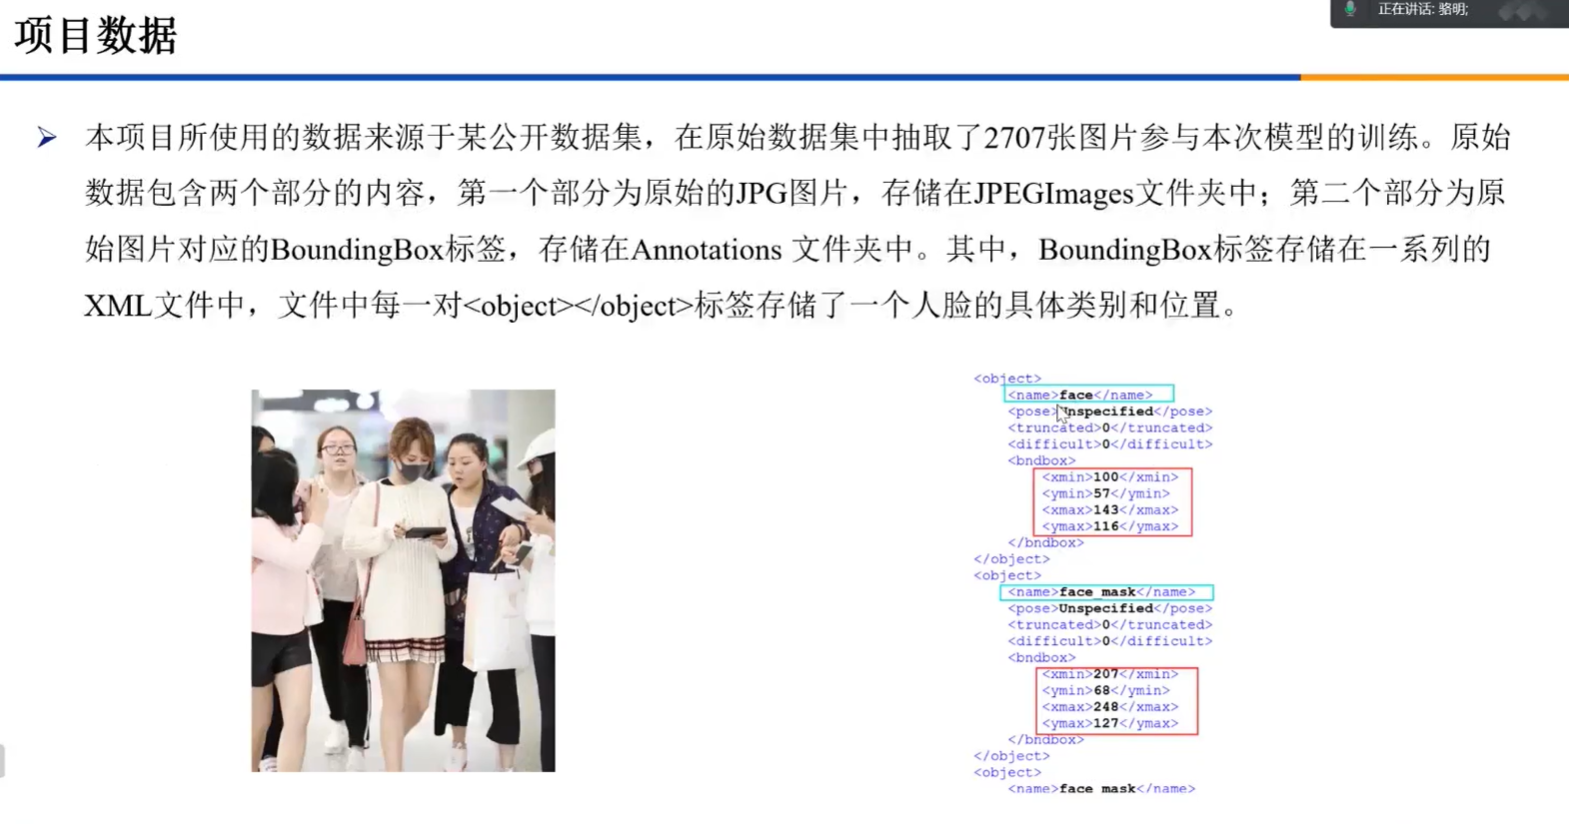 项目数据
正在讲话: 骆明;
本项目所使用的数据来源于某公开数据集，在原始数据集中抽取了2707张图片参与本次模型的训练。原始
数据包含两个部分的内容，第一个部分为原始的JPG图片，存储在JPEGImages文件夹中；第二个部分为原
始图片对应的BoundingBox标签，存储在Annotations 文件夹中。其中，BoundingBox标签存储在一系列的
XML文件中，文件中每一对<object></object>标签存储了一个人脸的具体类别和位置。
<object>
<name>face</name>
<pose>Unspecified</pose>
<truncated>0</truncated>
<difficult>0</difficult>
<bndbox>
<xmin>100</xmin>
<ymin>57</ymin>
<xmax>143</xmax>
<ymax>116</ymax>
</bndbox>
</object>
<object>
<name>face_mask</name>
<pose>Unspecified</pose>
<truncated>0</truncated>
<difficult>0</difficult>
<bndbox>
<xmin>207</xmin>
<ymin>68</ymin>
<xmax>248</xmax>
<ymax>127</ymax>
</bndbox>
</object>
<object>
<name>face_mask</name>